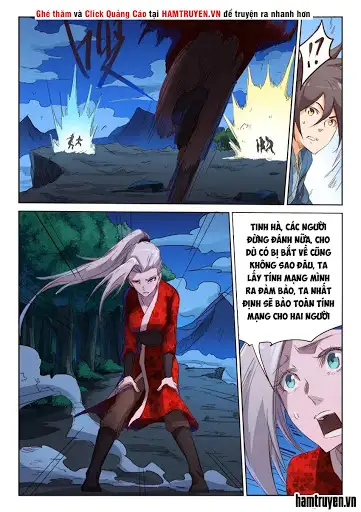 Ghé thăm và Click Quảng Cáo tại HAMTRUYEN.VN để truyện ra nhanh hơn
!?
TINH HÀ, CÁC NGƯỜI
ĐỪNG ĐÁNH NỮA, CHO
DÙ CÓ BỊ BẮT VỀ CŨNG
KHÔNG SAO ĐÂU, TA
LẤY TÍNH MẠNG MÌNH
RA ĐẢM BẢO, TA NHẤT
ĐỊNH SẼ BẢO TOÀN TÍNH
MẠNG CHO HAI NGƯỜI
hamtruyen.vn